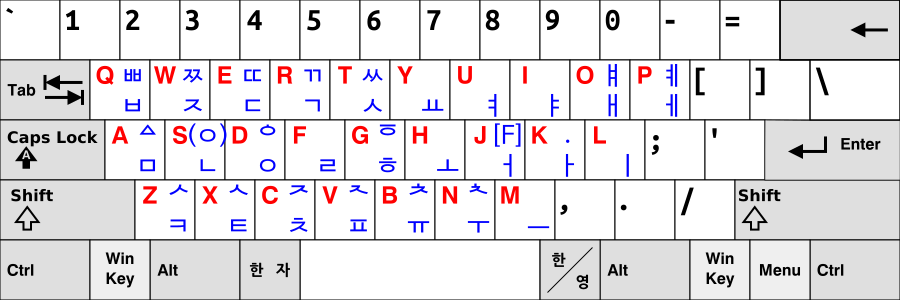 ` 1 2 3 4 5 6 7 8 9 0 - =
Tab Q ㅃ W ㅉ E ㄸ R ㄲ T ㅆ Y U I O ㅒ P ㅖ [ ] \
ㅂ ㅈ ㄷ ㄱ ㅅ ㅛ ㅕ ㅑ ㅐ ㅔ
Caps Lock A ㅿ S (ㅇ) D ㆁ F G ㆆ H J [F] K ㆍ L ; ' Enter
A ㅁ ㄴ ㅇ ㄹ ㅎ ㅗ ㅓ ㅏ ㅣ
Shift Z ᄼ X ᄾ C ᅎ V ᅐ B ᅔ N ᅕ M , . / Shift
ㅋ ㅌ ㅊ ㅍ ㅠ ㅜ ㅡ
Ctrl Win Key Alt 한 자 한 영 Alt Win Key Menu Ctrl